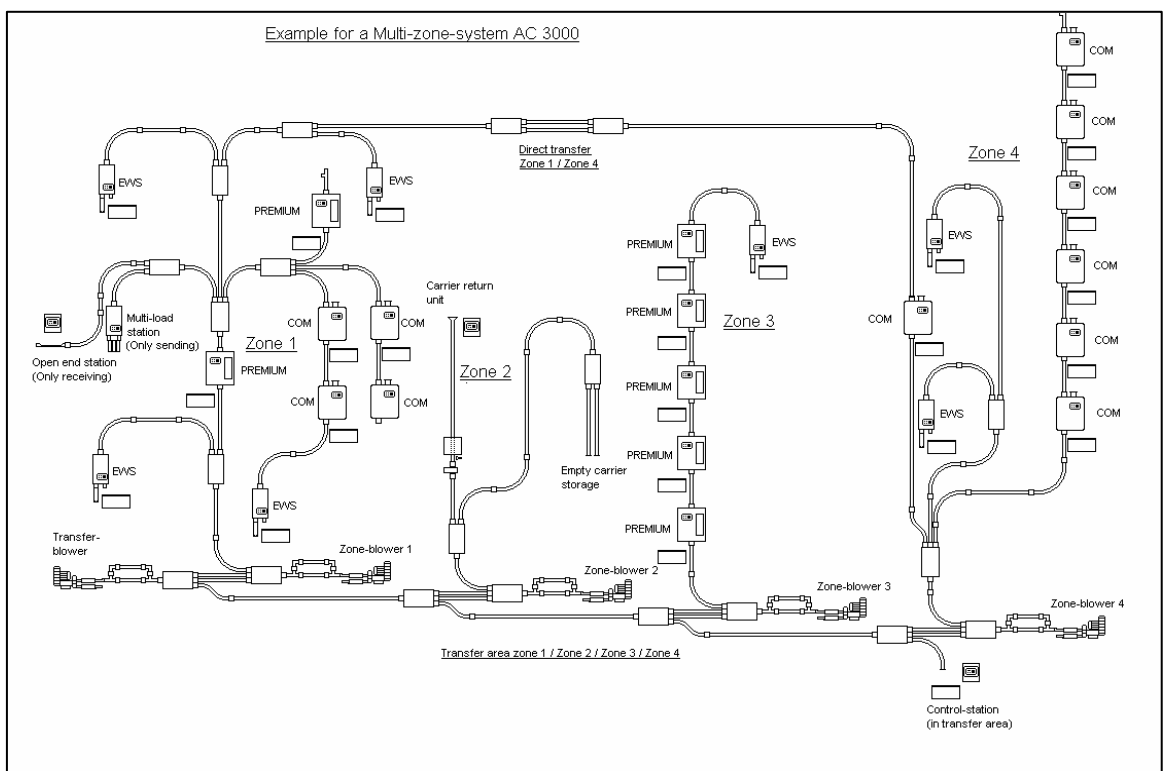 Example for a Multi-zone-system AC 3000
COM
COM
Direct transfer
Zone 1 / Zone 4
Zone 4
EWS
EWS
COM
PREMIUM
PREMIUM
EWS
EWS
COM
Carrier return
unit
Multi-load
station
(Only sending)
COM
COM
Zone 3
PREMIUM
COM
COM
Open end station
(Only receiving)
Zone 1
PREMIUM
Zone 2
PREMIUM
COM
COM
EWS
COM
EWS
PREMIUM
Empty carrier
storage
EWS
PREMIUM
Transfer-
blower
Zone-blower 1
Zone-blower 2
Zone-blower 3
Zone-blower 4
Transfer area zone 1 / Zone 2 / Zone 3 / Zone 4
Control-station
(in transfer area)